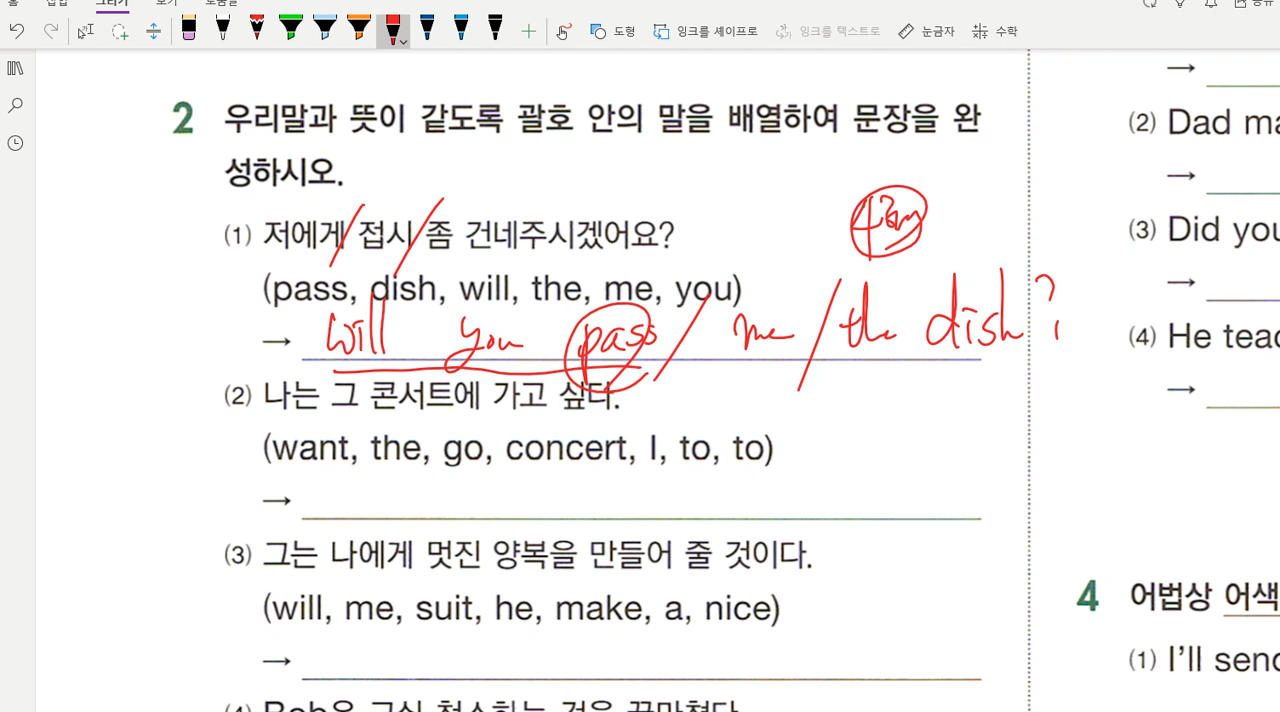 그리기
도형
잉크를 셰이프로
잉크를 텍스트로
눈금자
수학
2 우리말과 뜻이 같도록 괄호 안의 말을 배열하여 문장을 완
성하시오.
(1) 저에게 접시 좀 건네주시겠어요?
(pass, dish, will, the, me, you)
→ will you pass / me / the dish?
(2) 나는 그 콘서트에 가고 싶다.
(want, the, go, concert, I, to, to)
→
(3) 그는 나에게 멋진 양복을 만들어 줄 것이다.
(will, me, suit, he, make, a, nice)
→
→
(2) Dad ma
→
(3) Did you
→
(4) He teac
→
4 어법상 어색
(1) I'll send